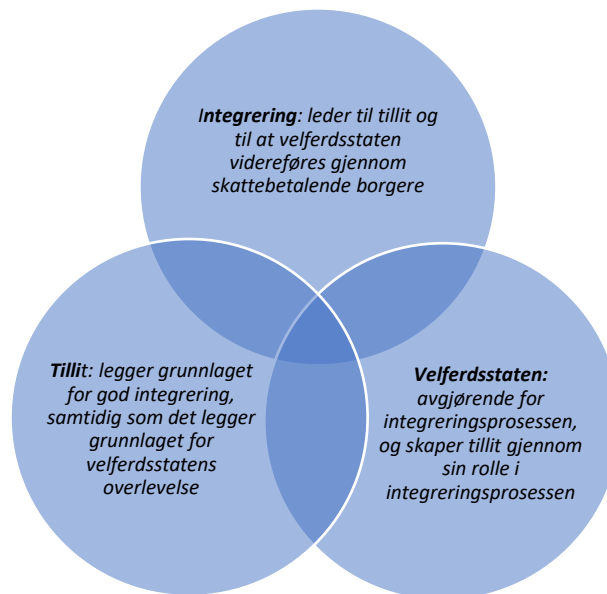 Integrering: leder til tillit og
til at velferdsstaten
videreføres gjennom
skattebetalende borgere
Tillit: legger grunnlaget
for god integrering,
samtidig som det legger
grunnlaget for
velferdsstatens
overlevelse
Velferdsstaten:
avgjørende for
integreringsprosessen,
og skaper tillit gjennom
sin rolle i
integreringsprosessen